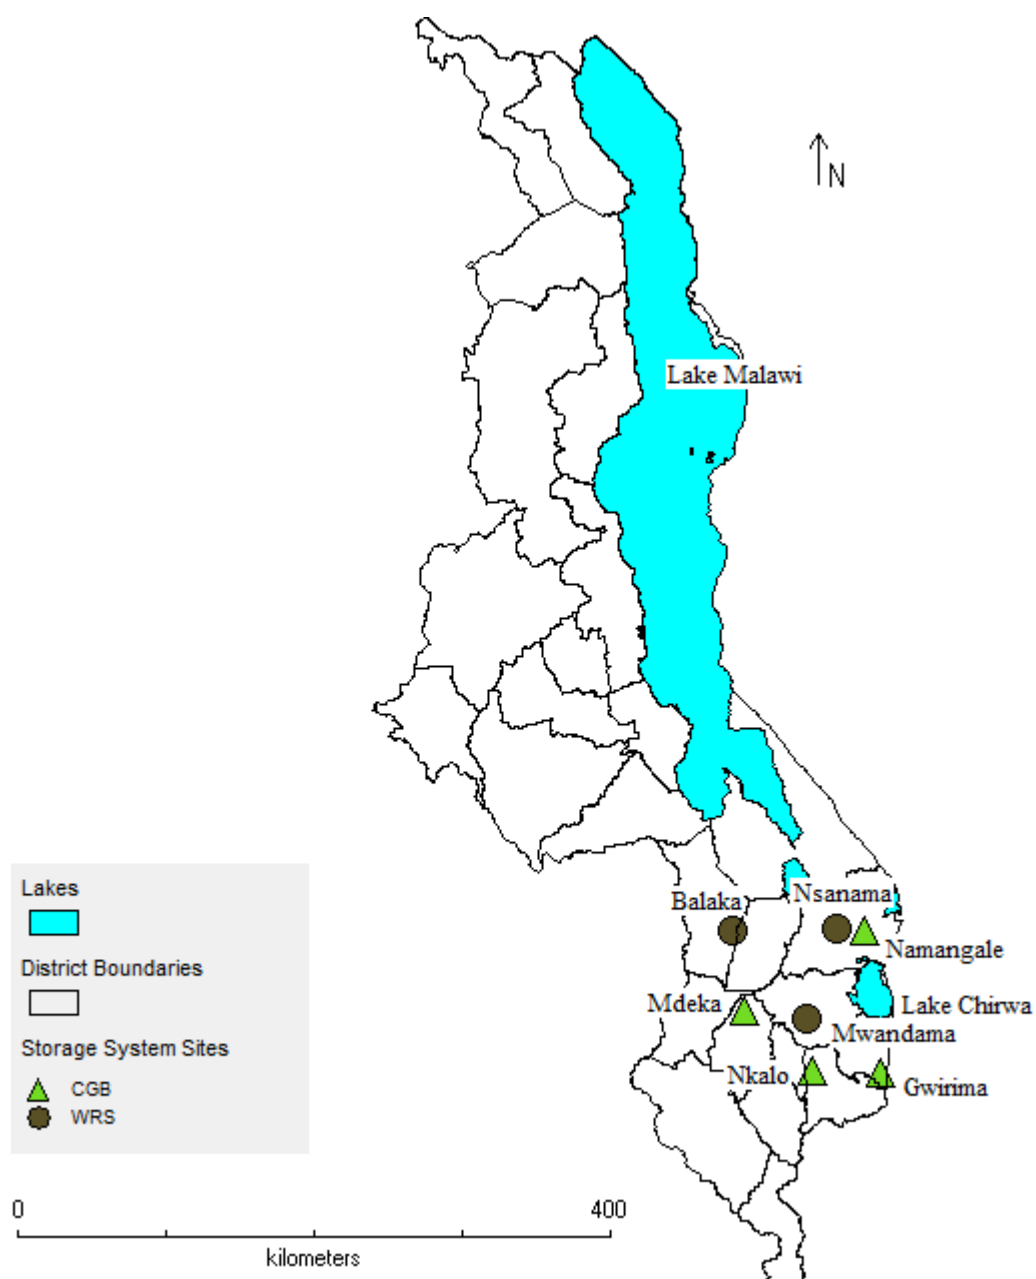 N
Lake Malawi
Lakes
District Boundaries
Storage System Sites
CGB
WRS
Balaka
Nsanama
Namangale
Mdeka
Lake Chirwa
Mwandama
Nkalo
Gwirima
0
400
kilometers